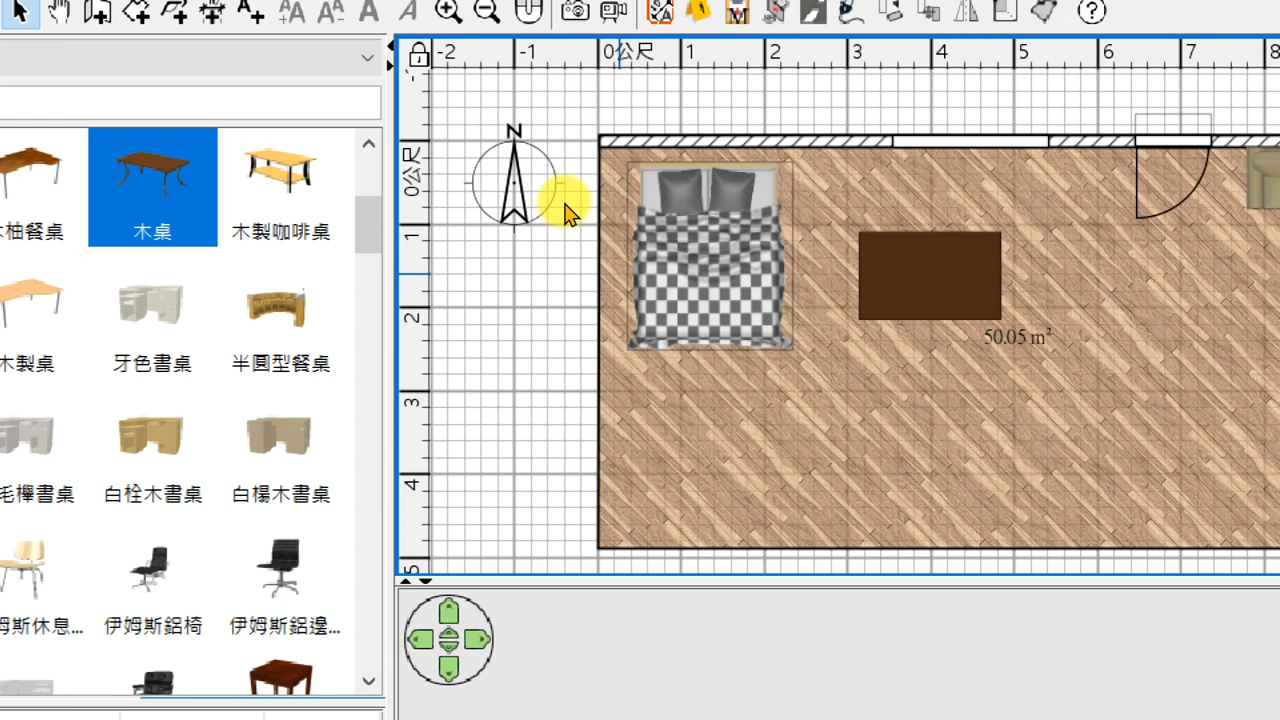 A+ A A A- A A
-2 -1 0公尺 1 2 3 4 5 6 7 8
N
0公尺
1
2
3
4
5
50.05 m²
木柚餐桌 木桌 木製咖啡桌
木製桌 牙色書桌 半圓型餐桌
毛櫸書桌 白栓木書桌 白楊木書桌
姆斯休息... 伊姆斯鋁椅 伊姆斯鋁邊...